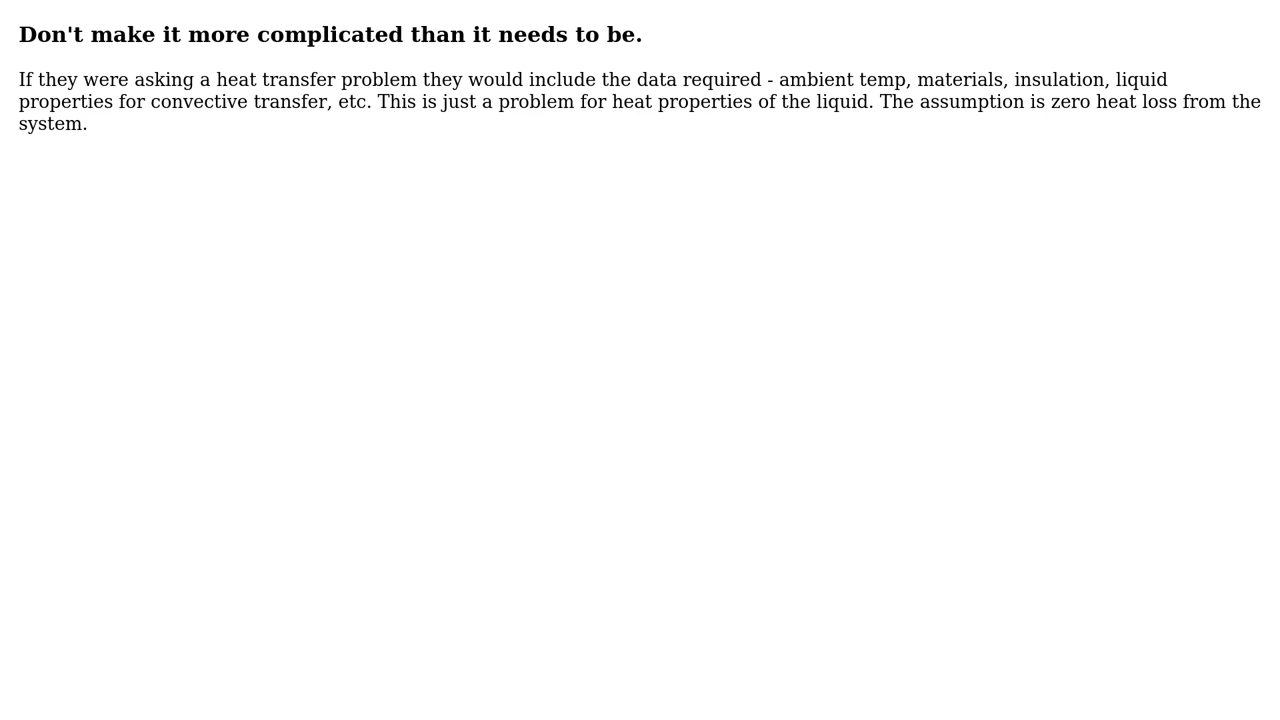 Don't make it more complicated than it needs to be.
If they were asking a heat transfer problem they would include the data required - ambient temp, materials, insulation, liquid
properties for convective transfer, etc. This is just a problem for heat properties of the liquid. The assumption is zero heat loss from the
system.